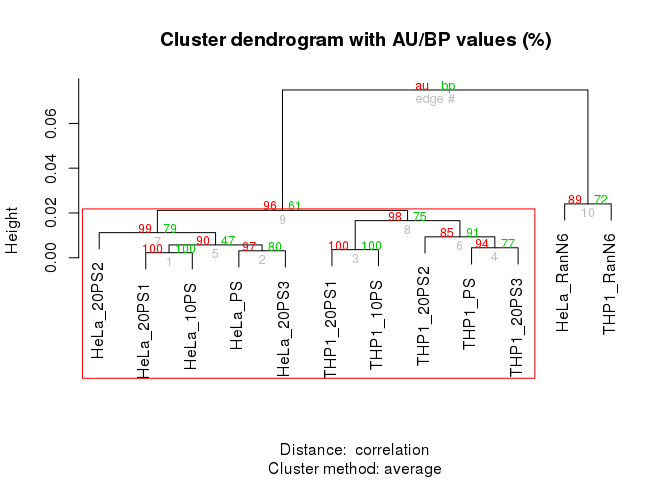 Cluster dendrogram with AU/BP values (%)
au bp
edge #
Height
0.00 0.02 0.04 0.06
89 72
10
96 61
9
98 75
8
99 79
7
85 91
6
90 47
5
94 77
4
100 100
3
97 80
2
100 100
1
HeLa_20PS2
HeLa_20PS1
HeLa_10PS
HeLa_PS
HeLa_20PS3
THP1_20PS1
THP1_10PS
THP1_20PS2
THP1_PS
THP1_20PS3
HeLa_RanN6
THP1_RanN6
Distance: correlation
Cluster method: average